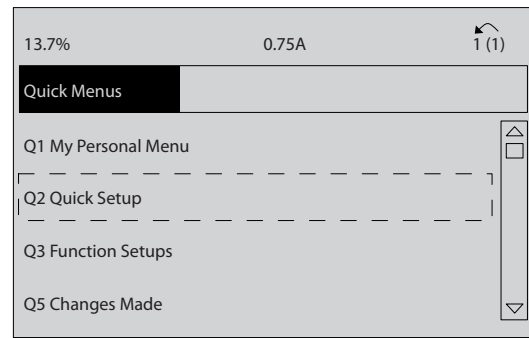 13.7% 0.75A 1 (1)
Quick Menus
Q1 My Personal Menu
Q2 Quick Setup
Q3 Function Setups
Q5 Changes Made